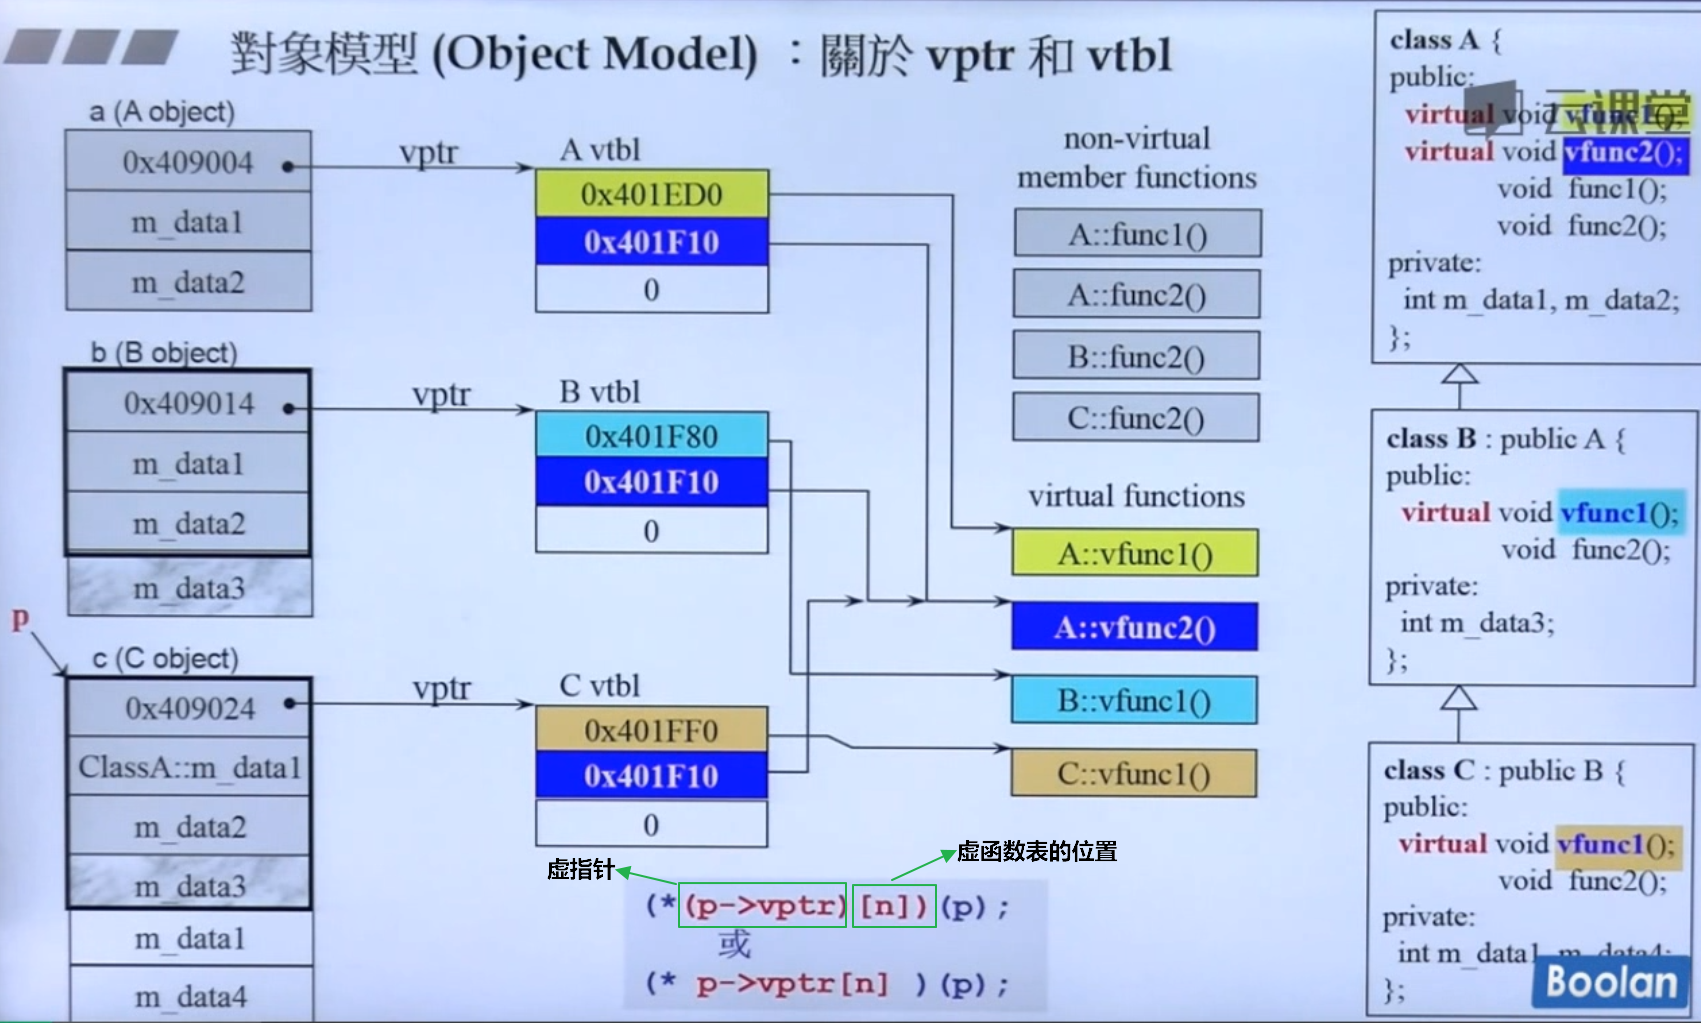 對象模型 (Object Model) ：關於 vptr 和 vtbl
a (A object)
0x409004
m_data1
m_data2
vptr
A vtbl
0x401ED0
0x401F10
0
b (B object)
0x409014
m_data1
m_data2
m_data3
vptr
B vtbl
0x401F80
0x401F10
0
p
c (C object)
0x409024
ClassA::m_data1
m_data2
m_data3
m_data1
m_data4
vptr
C vtbl
0x401FF0
0x401F10
0
non-virtual
member functions
A::func1()
A::func2()
B::func2()
C::func2()
virtual functions
A::vfunc1()
A::vfunc2()
B::vfunc1()
C::vfunc1()
虚指针
虚函数表的位置
(*(p->vptr)[n])(p);
或
(* p->vptr[n] )(p);
class A {
public:
virtual void vfunc1();
virtual void vfunc2();
void func1();
void func2();
private:
int m_data1, m_data2;
};
云课堂
class B : public A {
public:
virtual void vfunc1();
void func2();
private:
int m_data3;
};
class C : public B {
public:
virtual void vfunc1();
void func2();
private:
int m_data1, m_data4;
};
Boolan